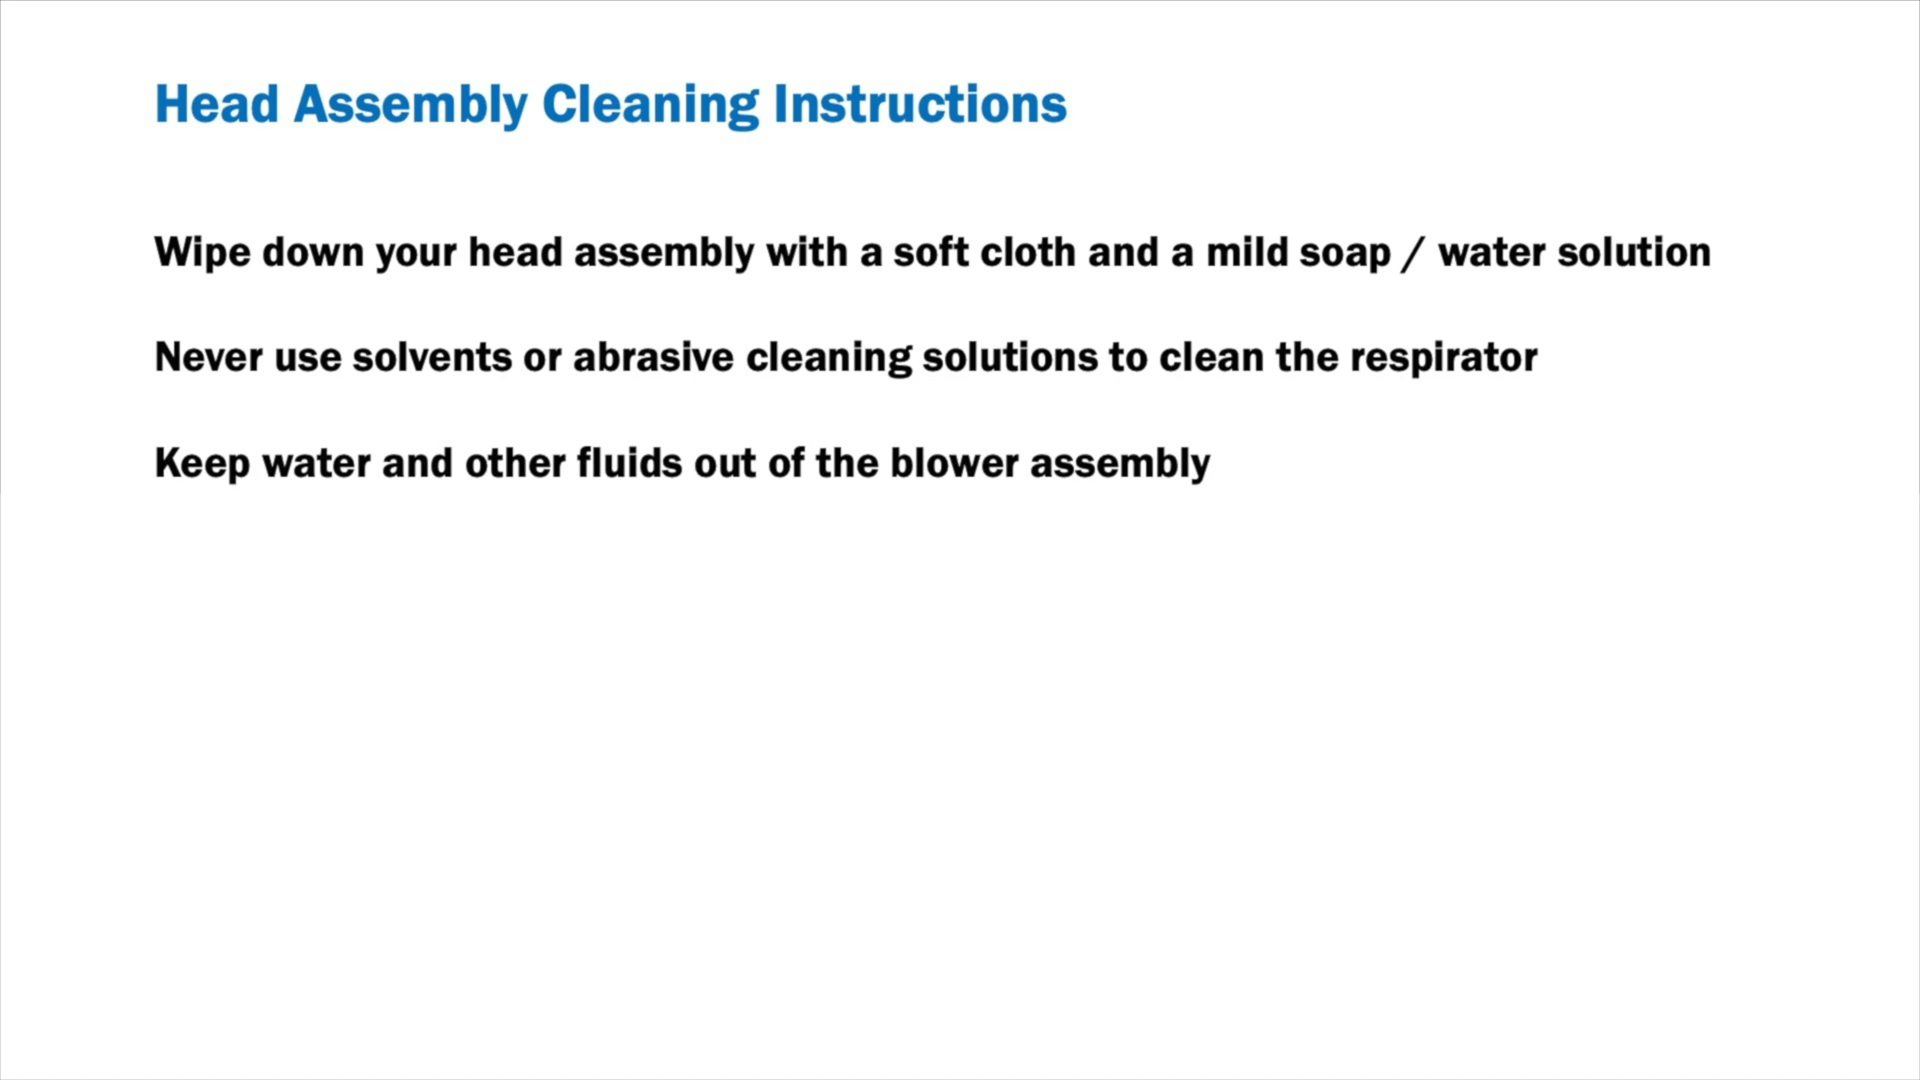 Head Assembly Cleaning Instructions
Wipe down your head assembly with a soft cloth and a mild soap / water solution
Never use solvents or abrasive cleaning solutions to clean the respirator
Keep water and other fluids out of the blower assembly